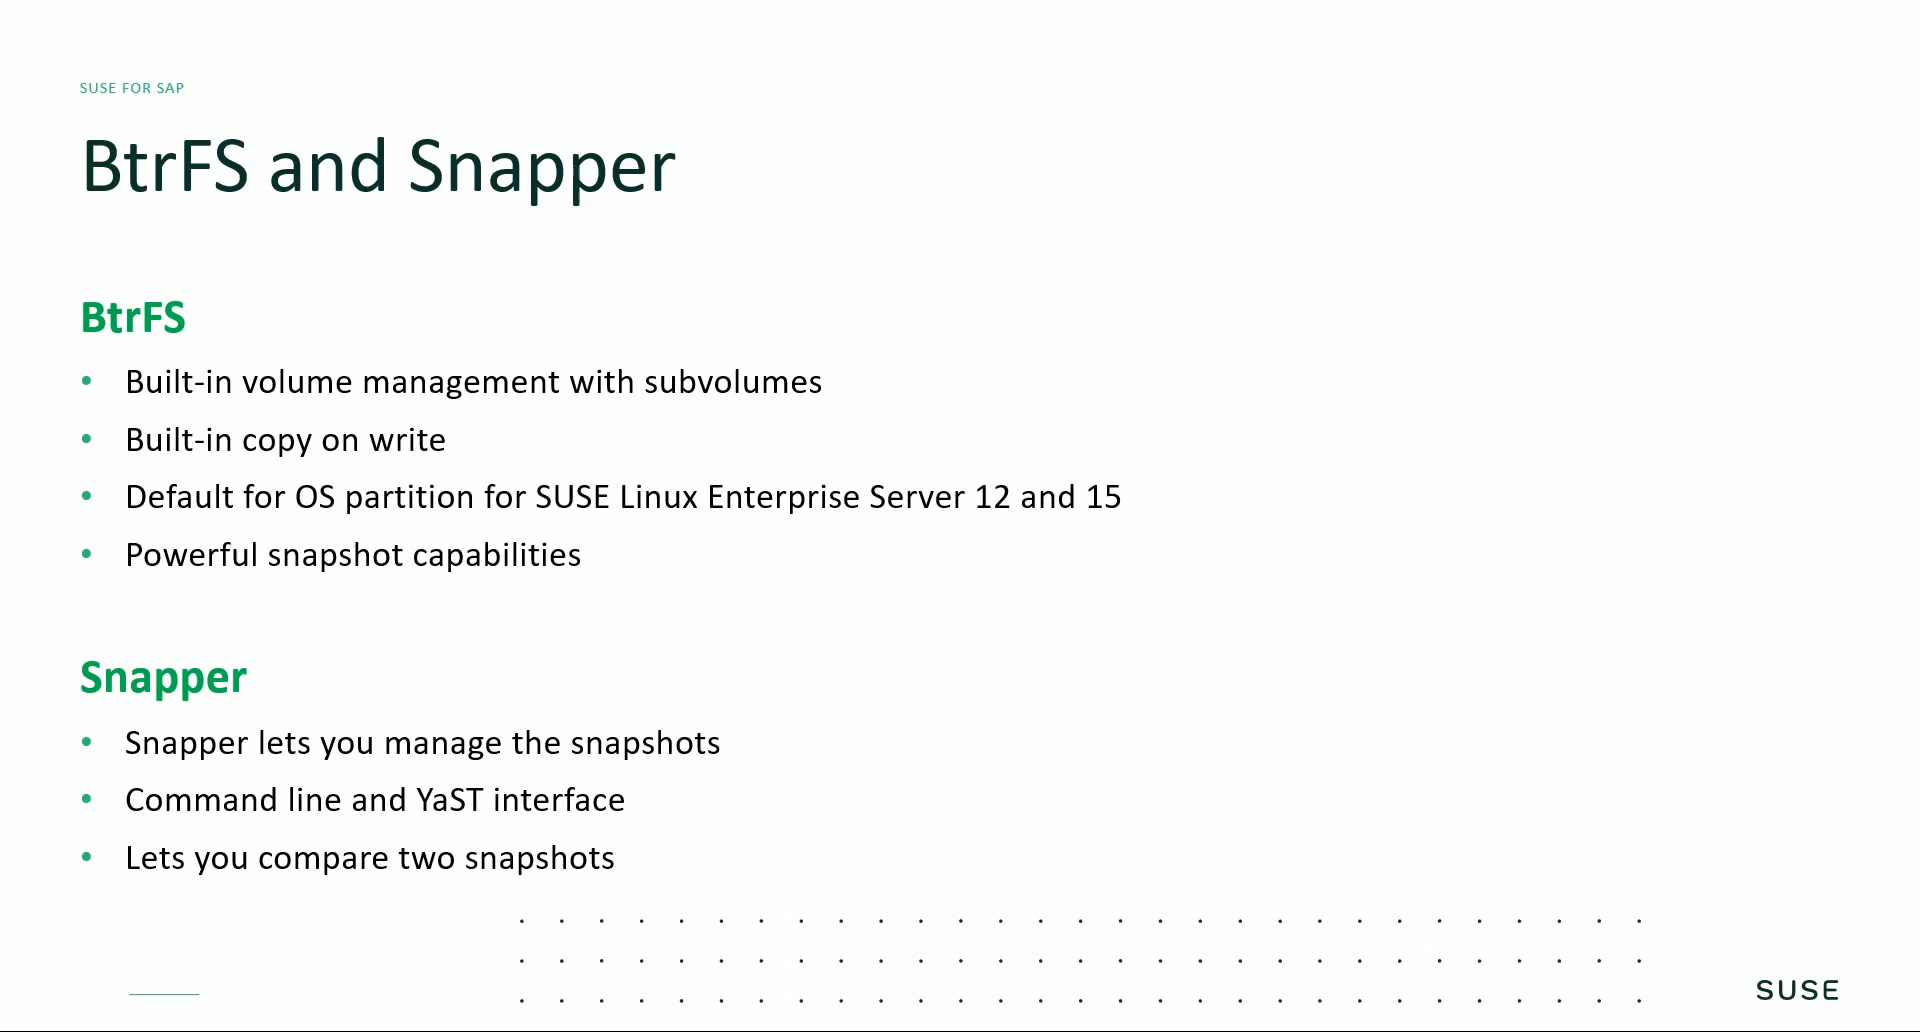 SUSE FOR SAP
BtrFS and Snapper
BtrFS
• Built-in volume management with subvolumes
• Built-in copy on write
• Default for OS partition for SUSE Linux Enterprise Server 12 and 15
• Powerful snapshot capabilities
Snapper
• Snapper lets you manage the snapshots
• Command line and YaST interface
• Lets you compare two snapshots
SUSE